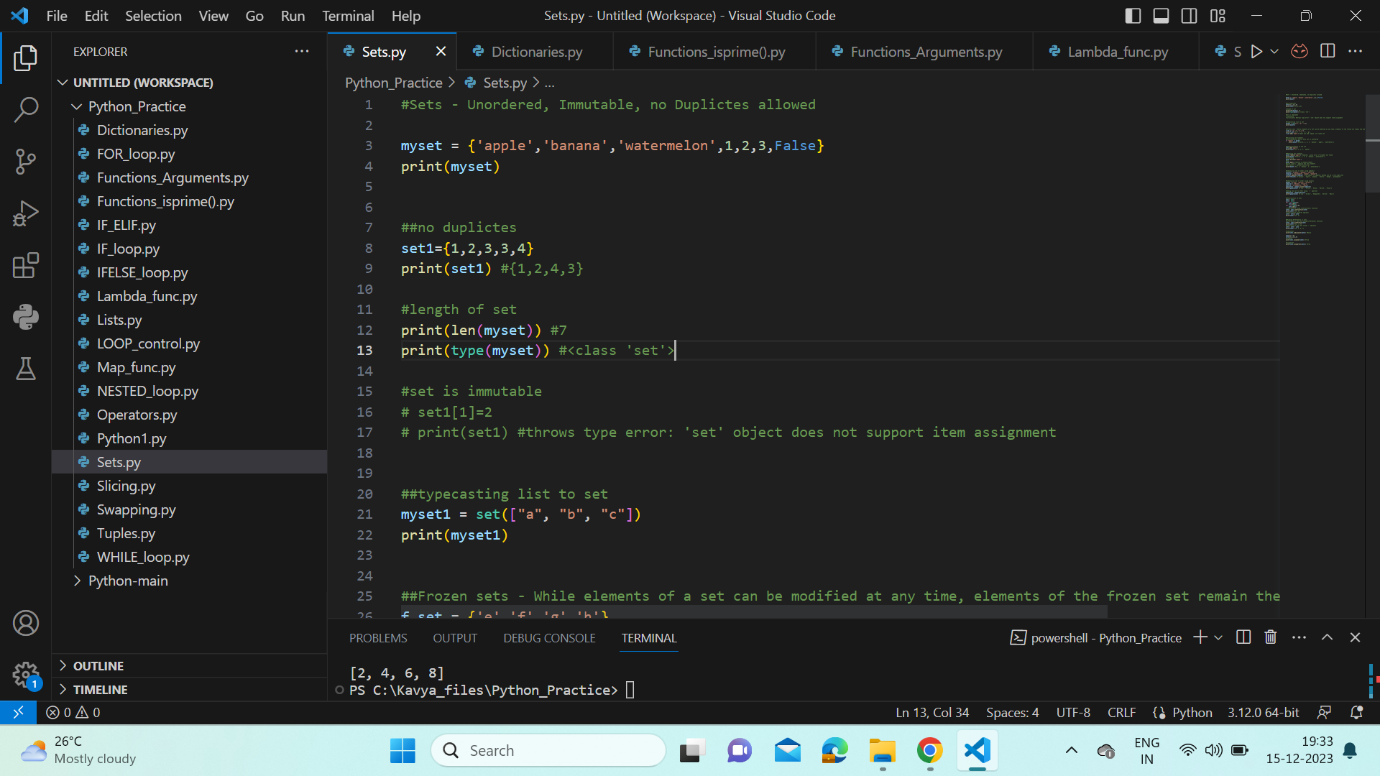 File Edit Selection View Go Run Terminal Help
Sets.py - Untitled (Workspace) - Visual Studio Code
EXPLORER
UNTITLED (WORKSPACE)
Python_Practice
Dictionaries.py
FOR_loop.py
Functions_Arguments.py
Functions_isprime().py
IF_ELIF.py
IF_loop.py
IFELSE_loop.py
Lambda_func.py
Lists.py
LOOP_control.py
Map_func.py
NESTED_loop.py
Operators.py
Python1.py
Sets.py
Slicing.py
Swapping.py
Tuples.py
WHILE_loop.py
Python-main
OUTLINE
TIMELINE
1
Sets.py Dictionaries.py Functions_isprime().py Functions_Arguments.py Lambda_func.py S
Python_Practice > Sets.py > ...
1 #Sets - Unordered, Immutable, no Duplictes allowed
2
3 myset = {'apple','banana','watermelon',1,2,3,False}
4 print(myset)
5
6
7 ##no duplictes
8 set1={1,2,3,3,4}
9 print(set1) #{1,2,4,3}
10
11 #length of set
12 print(len(myset)) #7
13 print(type(myset)) #<class 'set'>
14
15 #set is immutable
16 # set1[1]=2
17 # print(set1) #throws type error: 'set' object does not support item assignment
18
19
20 ##typecasting list to set
21 myset1 = set(["a", "b", "c"])
22 print(myset1)
23
24
25 ##Frozen sets - While elements of a set can be modified at any time, elements of the frozen set remain the
26 f_set = {'e' 'f' 'g' 'h'}
PROBLEMS OUTPUT DEBUG CONSOLE TERMINAL
powershell - Python_Practice
[2, 4, 6, 8]
PS C:\Kavya_files\Python_Practice>
0 0
Ln 13, Col 34 Spaces: 4 UTF-8 CRLF Python 3.12.0 64-bit
26°C
Mostly cloudy
Search
ENG
IN
19:33
15-12-2023